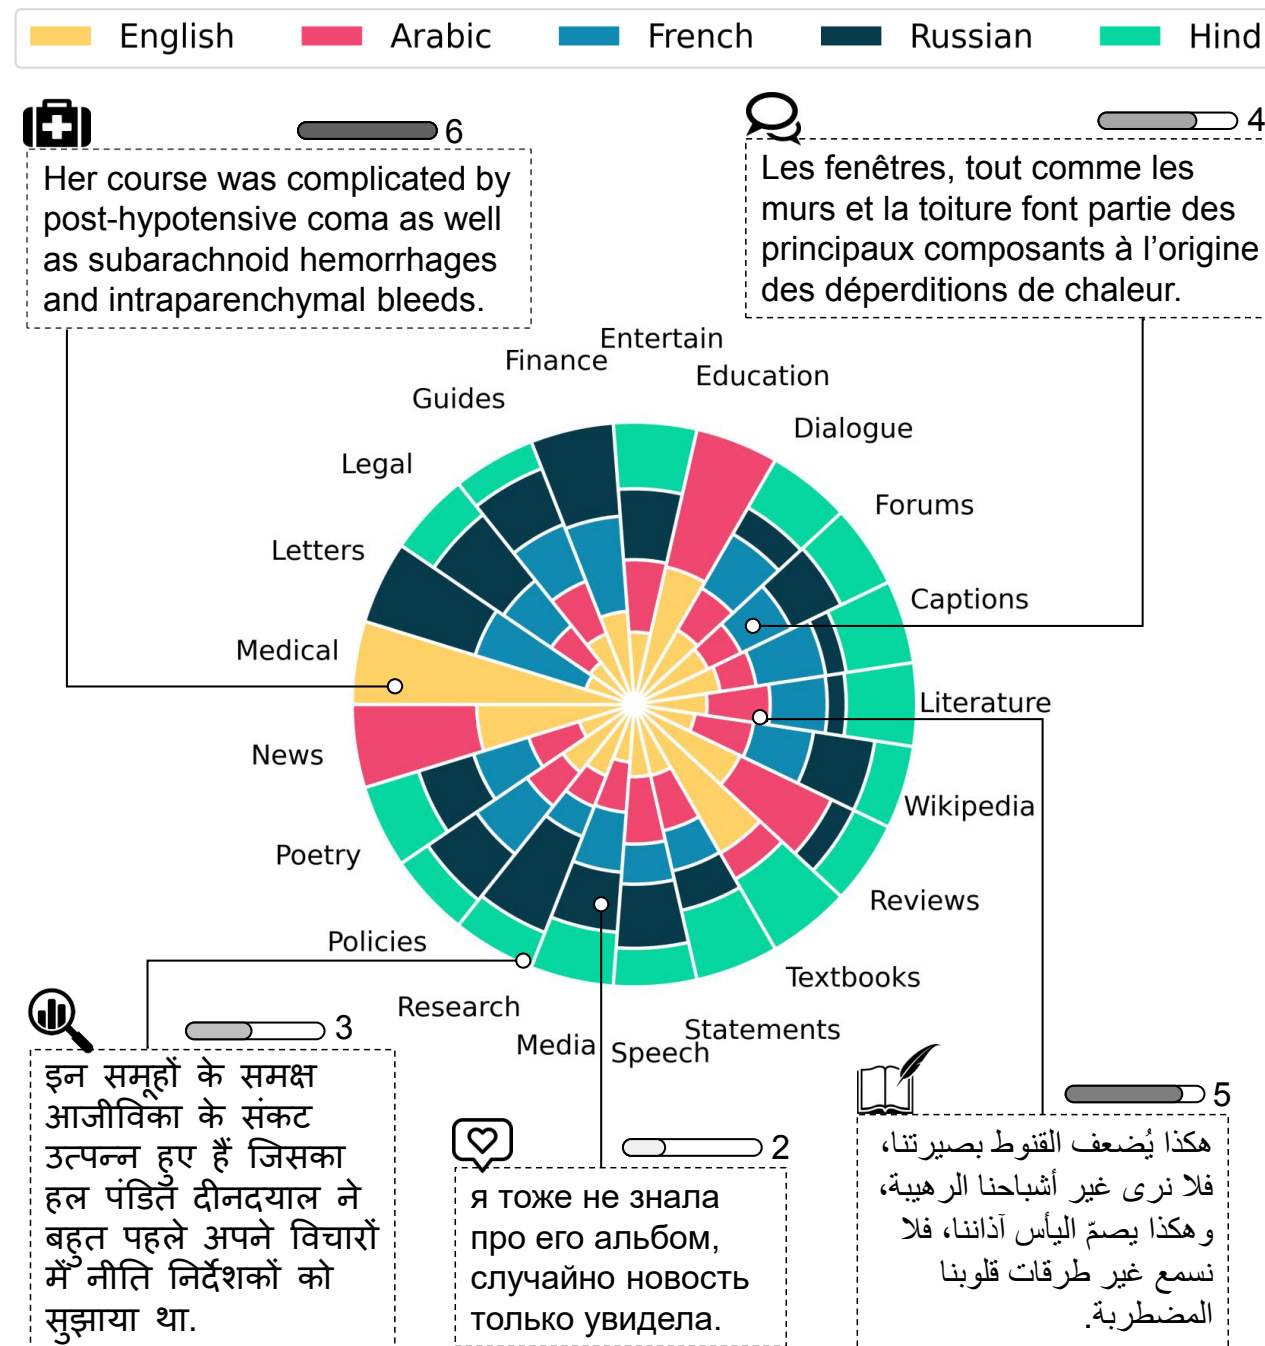 English Arabic French Russian Hind
6
Her course was complicated by
post-hypotensive coma as well
as subarachnoid hemorrhages
and intraparenchymal bleeds.
4
Les fenêtres, tout comme les
murs et la toiture font partie des
principaux composants à l’origine
des déperditions de chaleur.
Entertain
Finance
Education
Guides
Dialogue
Legal
Forums
Letters
Captions
Medical
Literature
News
Wikipedia
Poetry
Reviews
Policies
Textbooks
Research
Statements
Media
Speech
3
इन समूहों के समक्ष
आजीविका के संकट
उत्पन्न हुए हैं जिसका
हल पंडित दीनदयाल ने
बहुत पहले अपने विचारों
में नीति निर्देशकों को
सुझाया था.
2
я тоже не знала
про его альбом,
случайно новость
только увидела.
5
هكذا يُضعف القنوط بصيرتنا،
فلا نرى غير أشباحنا الرهيبة،
وهكذا يصمّ اليأس آذاننا، فلا
نسمع غير طرقات قلوبنا
المضطربة.